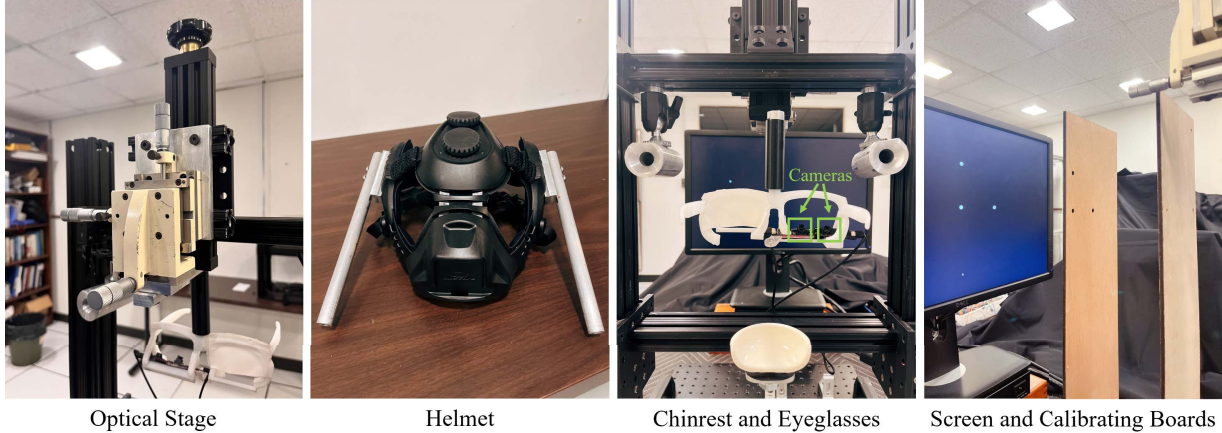 Cameras
Optical Stage
Helmet
Chinrest and Eyeglasses
Screen and Calibrating Boards